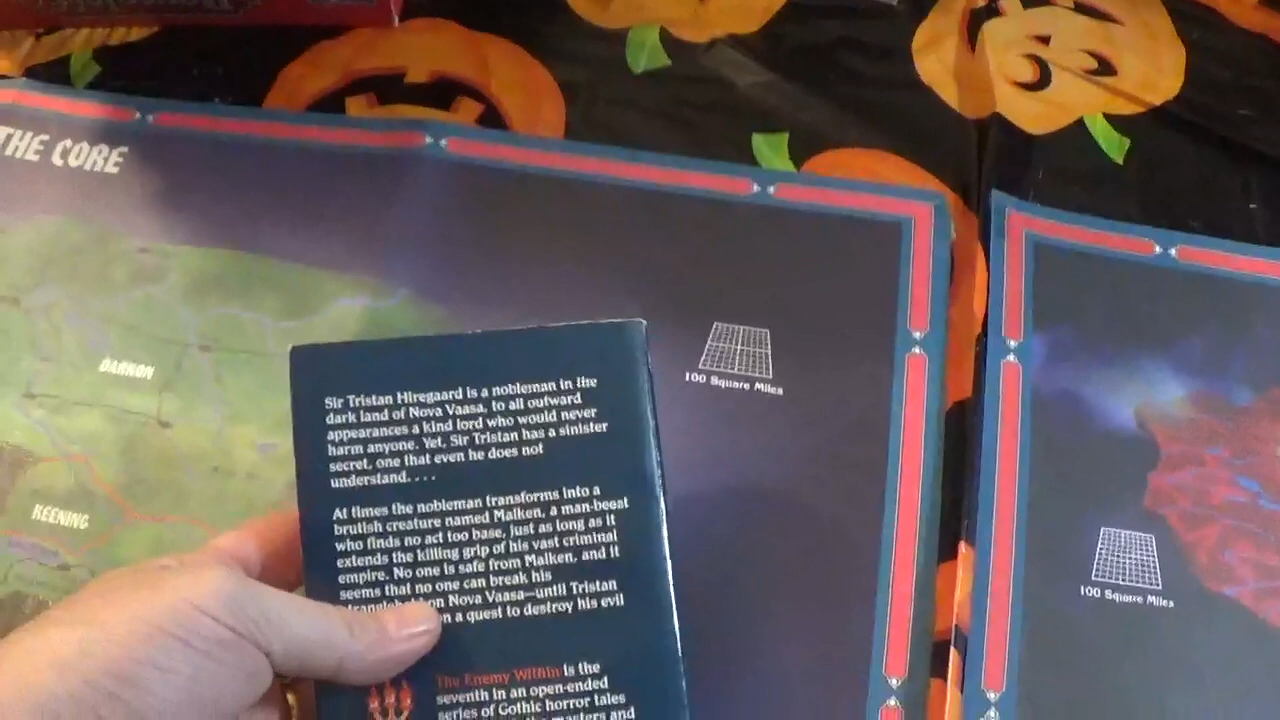 THE CORE
DARKON
KEENING
100 Square Miles
100 Square Miles
Sir Tristan Hiregaard is a nobleman in the
dark land of Nova Vaasa, to all outward
appearances a kind lord who would never
harm anyone. Yet, Sir Tristan has a sinister
secret, one that even he does not
understand. . . .
At times the nobleman transforms into a
brutish creature named Malken, a man-beast
who finds no act too base, just as long as it
extends the killing grip of his vast criminal
empire. No one is safe from Malken, and it
seems that no one can break his
on Nova Vaasa—until Tristan
on a quest to destroy his evil
The Enemy Within is the
seventh in an open-ended
series of Gothic horror tales
masters and